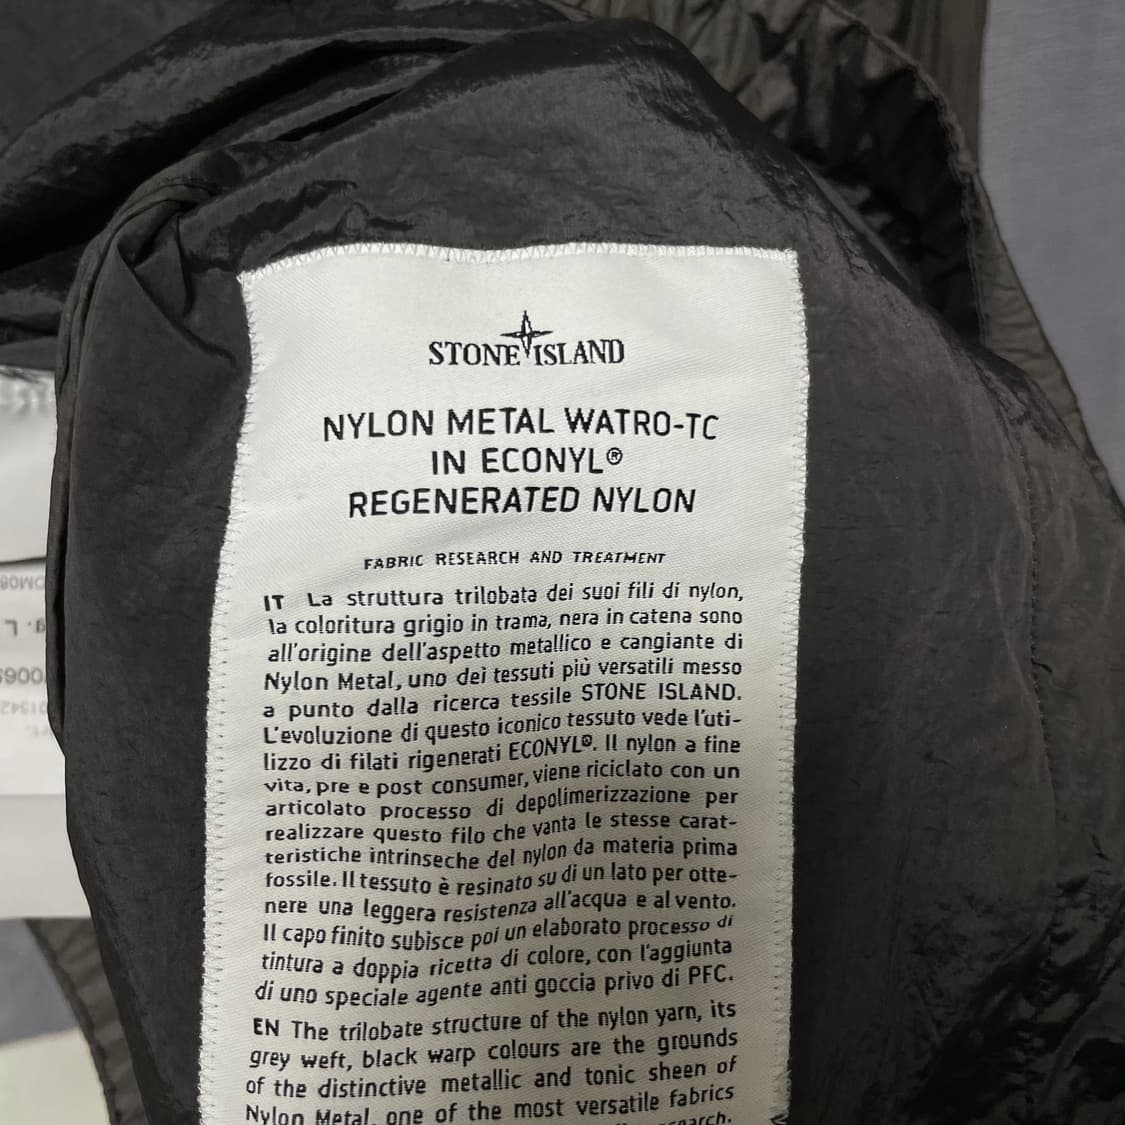 STONE ISLAND
NYLON METAL WATRO-TC
IN ECONYL®
REGENERATED NYLON
FABRIC RESEARCH AND TREATMENT
IT La struttura trilobata dei suoi fili di nylon,
la coloritura grigio in trama, nera in catena sono
all'origine dell'aspetto metallico e cangiante di
Nylon Metal, uno dei tessuti più versatili messo
a punto dalla ricerca tessile STONE ISLAND.
L'evoluzione di questo iconico tessuto vede l'uti-
lizzo di filati rigenerati ECONYL®. Il nylon a fine
vita, pre e post consumer, viene riciclato con un
articolato processo di depolimerizzazione per
realizzare questo filo che vanta le stesse carat-
teristiche intrinseche del nylon da materia prima
fossile. Il tessuto è resinato su di un lato per otte-
nere una leggera resistenza all'acqua e al vento.
Il capo finito subisce poi un elaborato processo di
tintura a doppia ricetta di colore, con l'aggiunta
di uno speciale agente anti goccia privo di PFC.
EN The trilobate structure of the nylon yarn, its
grey weft, black warp colours are the grounds
of the distinctive metallic and tonic sheen of
Nylon Metal, one of the most versatile fabrics